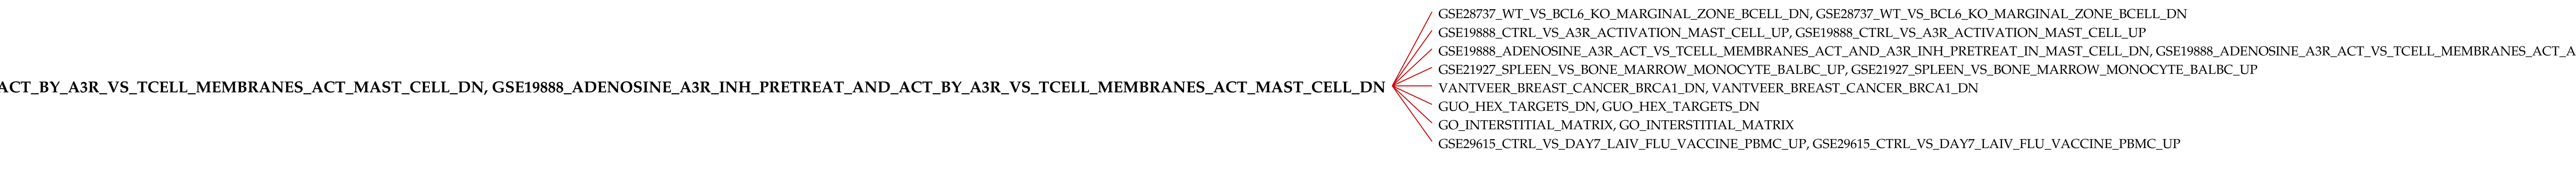 GSE28737_WT_VS_BCL6_KO_MARGINAL_ZONE_BCELL_DN, GSE28737_WT_VS_BCL6_KO_MARGINAL_ZONE_BCELL_DN
GSE19888_CTRL_VS_A3R_ACTIVATION_MAST_CELL_UP, GSE19888_CTRL_VS_A3R_ACTIVATION_MAST_CELL_UP
GSE19888_ADENOSINE_A3R_ACT_VS_TCELL_MEMBRANES_ACT_AND_A3R_INH_PRETREAT_IN_MAST_CELL_DN, GSE19888_ADENOSINE_A3R_ACT_VS_TCELL_MEMBRANES_ACT_A
GSE21927_SPLEEN_VS_BONE_MARROW_MONOCYTE_BALBC_UP, GSE21927_SPLEEN_VS_BONE_MARROW_MONOCYTE_BALBC_UP
ACT_BY_A3R_VS_TCELL_MEMBRANES_ACT_MAST_CELL_DN, GSE19888_ADENOSINE_A3R_INH_PRETREAT_AND_ACT_BY_A3R_VS_TCELL_MEMBRANES_ACT_MAST_CELL_DN
VANTVEER_BREAST_CANCER_BRCA1_DN, VANTVEER_BREAST_CANCER_BRCA1_DN
GUO_HEX_TARGETS_DN, GUO_HEX_TARGETS_DN
GO_INTERSTITIAL_MATRIX, GO_INTERSTITIAL_MATRIX
GSE29615_CTRL_VS_DAY7_LAIV_FLU_VACCINE_PBMC_UP, GSE29615_CTRL_VS_DAY7_LAIV_FLU_VACCINE_PBMC_UP